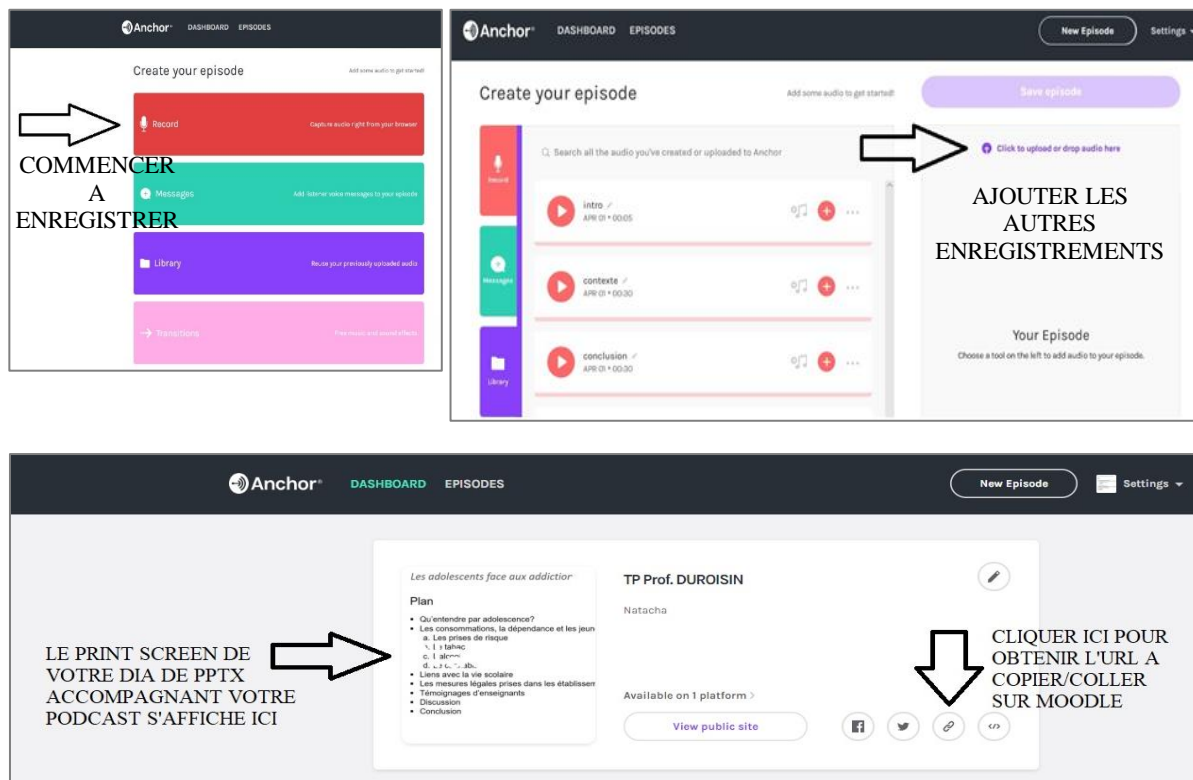 Anchor DASHBOARD EPISODES
Create your episode
Add some audio to get started!
Record
Capture audio right from your browser
Messages
Add listener voice messages to your episode
Library
Reuse your previously uploaded audio
Transitions
Free music and sound effects
COMMENCER
A
ENREGISTRER
Anchor DASHBOARD EPISODES New Episode Settings
Create your episode
Add some audio to get started!
Save episode
Record
Messages
Library
Search all the audio you've created or uploaded to Anchor
intro
APR 01 • 00:05
contexte
APR 01 • 00:30
conclusion
APR 01 • 00:30
Click to upload or drop audio here
AJOUTER LES
AUTRES
ENREGISTREMENTS
Your Episode
Choose a tool on the left to add audio to your episode.
Anchor DASHBOARD EPISODES New Episode Settings
LE PRINT SCREEN DE
VOTRE DIA DE PPTX
ACCOMPAGNANT VOTRE
PODCAST S'AFFICHE ICI
Les adolescents face aux addiction
Plan
• Qu'entendre par adolescence?
• Les consommations, la dépendance et les jeun
a. Les prises de risque
tabac
c.
d.
• Liens avec la vie scolaire
• Les mesures légales prises dans les établissem
• Témoignages d'enseignants
• Discussion
• Conclusion
TP Prof. DUROISIN
Natacha
Available on 1 platform >
View public site
CLIQUER ICI POUR
OBTENIR L'URL A
COPIER/COLLER
SUR MOODLE